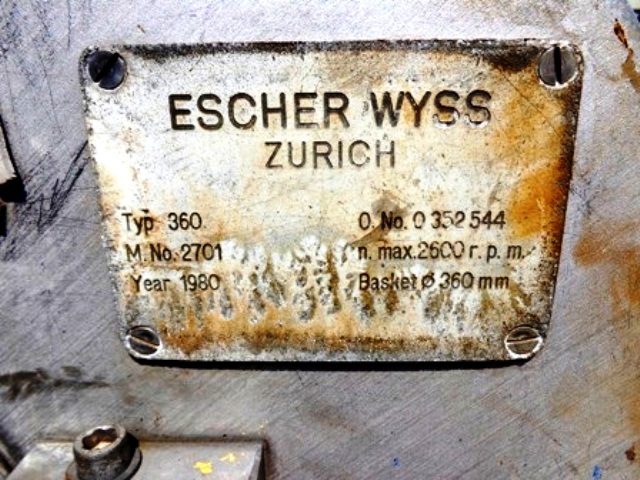 ESCHER WYSS
ZURICH
Typ 360 O. No. 0 352 544
M. No. 2701 n. max. 2600 r. p. m.
Year 1980 Basket Ø 360 mm